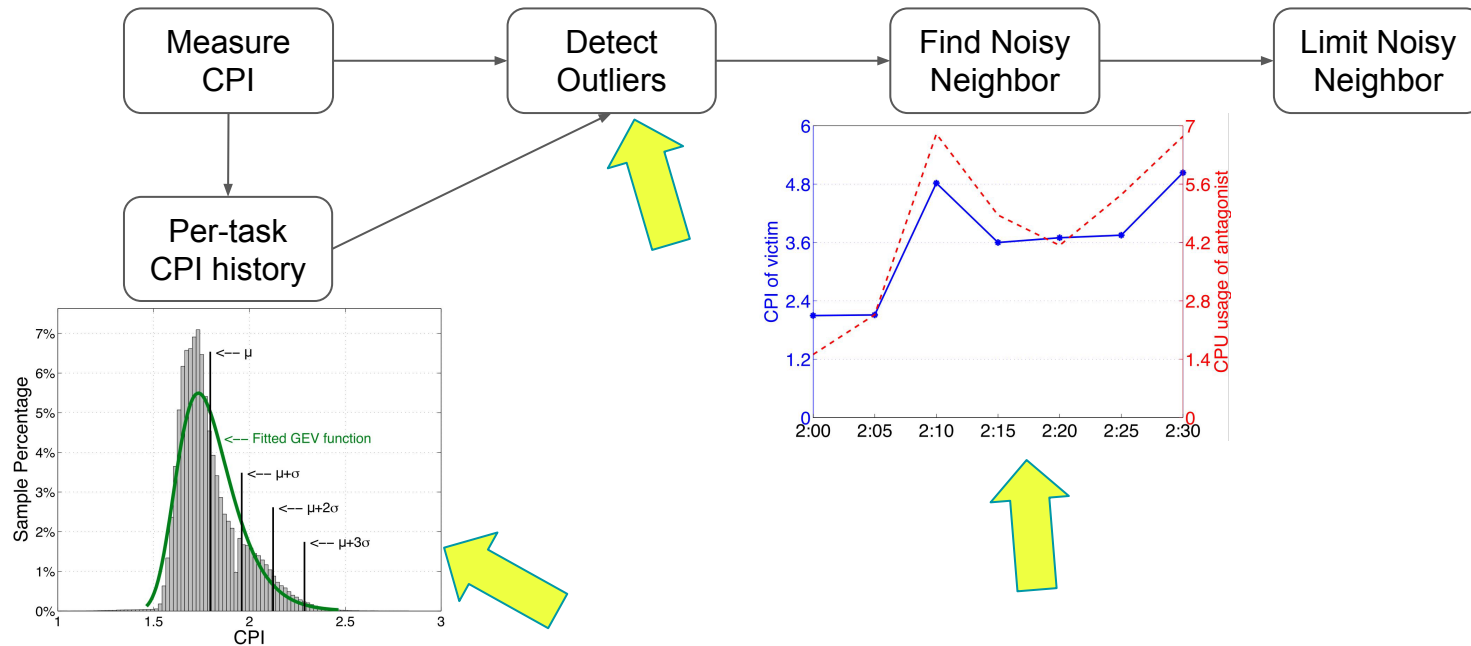 Measure
CPI
Detect
Outliers
Find Noisy
Neighbor
Limit Noisy
Neighbor
Per-task
CPI history
7%
6%
5%
4%
3%
2%
1%
0%
Sample Percentage
<-- μ
<-- Fitted GEV function
<-- μ+σ
<-- μ+2σ
<-- μ+3σ
1
1.5
2
2.5
3
CPI
6
4.8
3.6
2.4
1.2
0
CPI of victim
7
5.6
4.2
2.8
1.4
0
CPU usage of antagonist
2:00
2:05
2:10
2:15
2:20
2:25
2:30